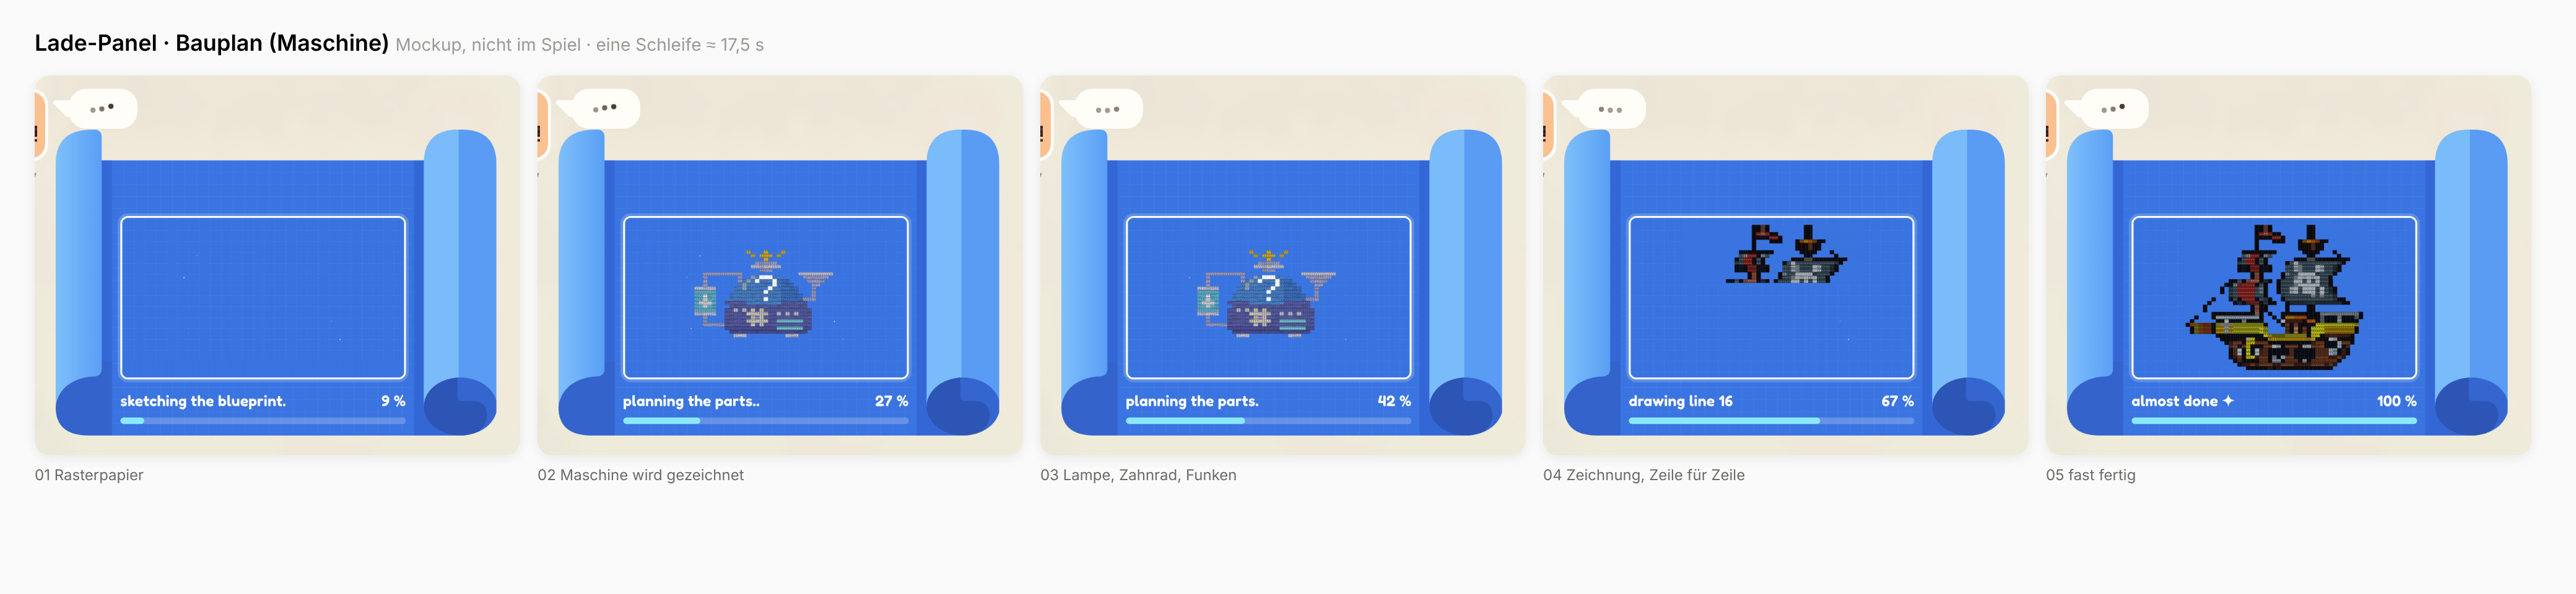 Lade-Panel · Bauplan (Maschine) Mockup, nicht im Spiel · eine Schleife ≈ 17,5 s
!
sketching the blueprint. 9 %
01 Rasterpapier
!
?
planning the parts.. 27 %
02 Maschine wird gezeichnet
!
?
planning the parts. 42 %
03 Lampe, Zahnrad, Funken
!
drawing line 16 67 %
04 Zeichnung, Zeile für Zeile
!
almost done ✦ 100 %
05 fast fertig